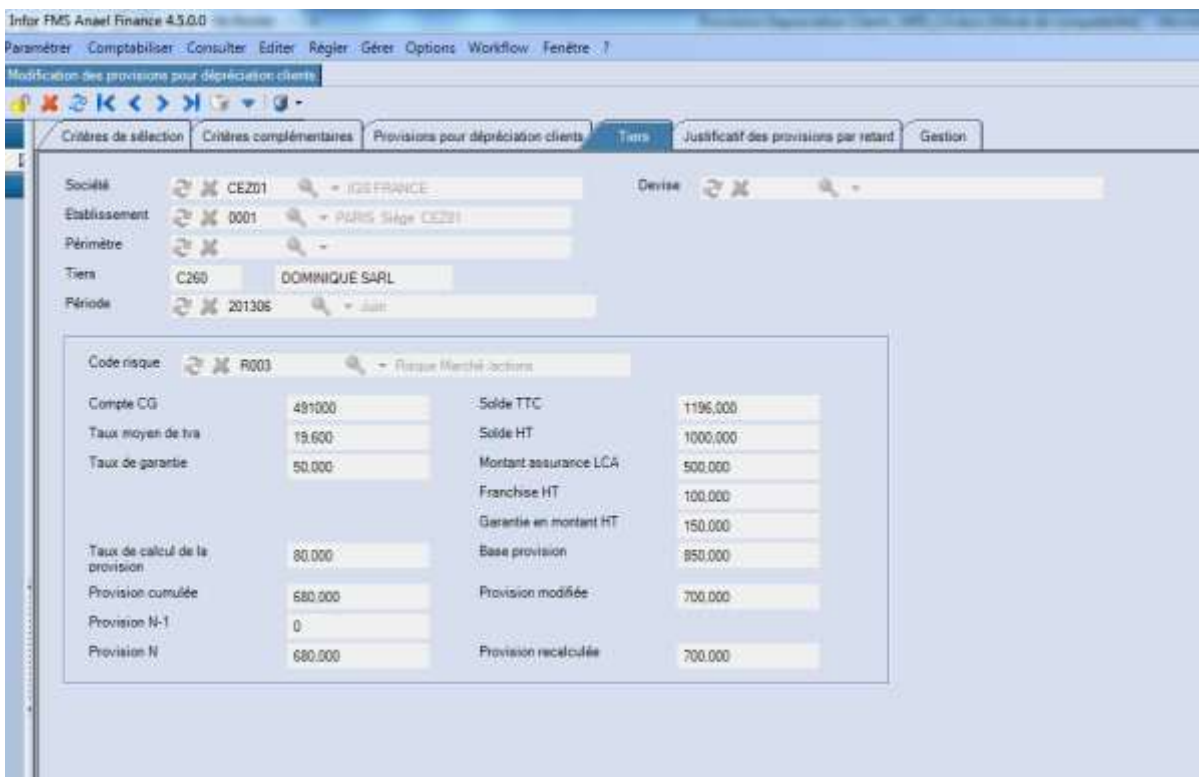 Infor FMS Anael Finance 4.5.0.0
Paramétrer Comptabiliser Consulter Editer Régler Gérer Options Workflow Fenêtre ?
Modification des provisions pour dépréciation clients
Critères de sélection Critères complémentaires Provisions pour dépréciation clients Tiers Justificatif des provisions par retard Gestion
Société CEZ01 IGS FRANCE Devise
Etablissement 0001 PARIS Siège CEZ01
Périmètre
Tiers C260 DOMINIQUE SARL
Période 201306 Juin
Code risque R003 Risque Marché actions
Compte CG 491000 Solde TTC 1196,000
Taux moyen de tva 19.600 Solde HT 1000,000
Taux de garantie 50.000 Montant assurance LCA 500,000
Franchise HT 100,000
Garantie en montant HT 150.000
Taux de calcul de la provision 80.000 Base provision 850,000
Provision cumulée 680.000 Provision modifiée 700.000
Provision N-1 0
Provision N 680.000 Provision recalculée 700.000